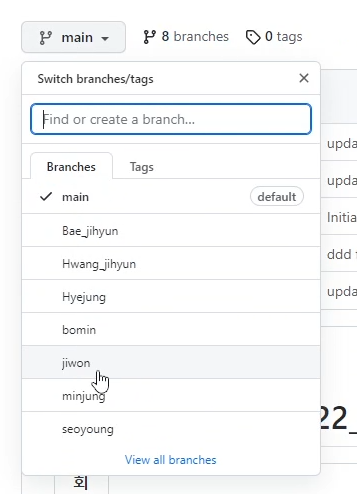 main 8 branches 0 tags
Switch branches/tags
Find or create a branch...
Branches Tags
main default
Bae_jihyun
Hwang_jihyun
Hyejung
bomin
jiwon
minjung
seoyoung
View all branches
upda
upda
Initia
ddd f
upda
22_
회